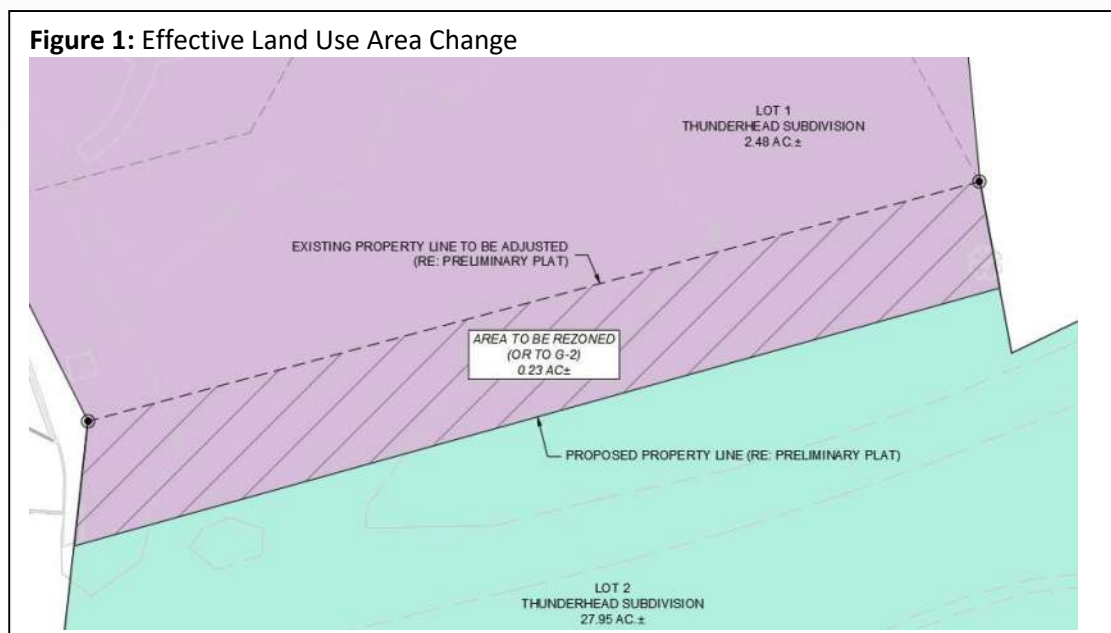 Figure 1: Effective Land Use Area Change
LOT 1
THUNDERHEAD SUBDIVISION
2.48 AC.±
EXISTING PROPERTY LINE TO BE ADJUSTED
(RE: PRELIMINARY PLAT)
AREA TO BE REZONED
(OR TO G-2)
0.23 AC±
PROPOSED PROPERTY LINE (RE: PRELIMINARY PLAT)
LOT 2
THUNDERHEAD SUBDIVISION
27.95 AC.±